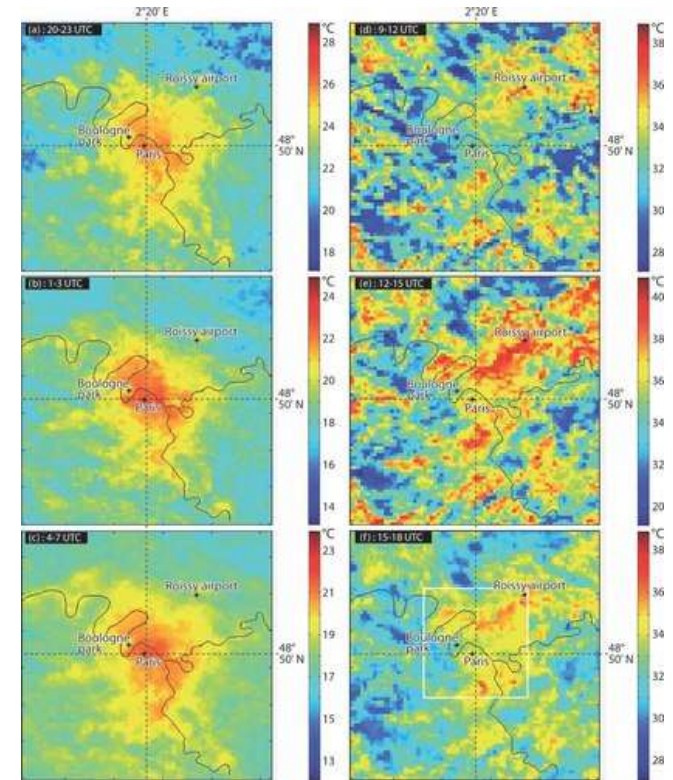 2°20' E
(a) : 20-23 UTC
°C
28
26
24
22
20
18
Roissy airport
Boulogne
park
Paris
48°
50' N
(d) : 9-12 UTC
°C
38
36
34
32
30
28
Roissy airport
Boulogne
park
Paris
48°
50' N
(b) : 1-3 UTC
°C
24
22
20
18
16
14
Roissy airport
Boulogne
park
Paris
48°
50' N
(e) : 12-15 UTC
°C
40
38
36
34
32
20
Roissy airport
Boulogne
park
Paris
48°
50' N
(c) : 4-7 UTC
°C
23
21
19
17
15
13
Roissy airport
Boulogne
park
Paris
48°
50' N
(f) : 15-18 UTC
°C
38
36
35
32
30
28
Roissy airport
Boulogne
park
Paris
2°20' E